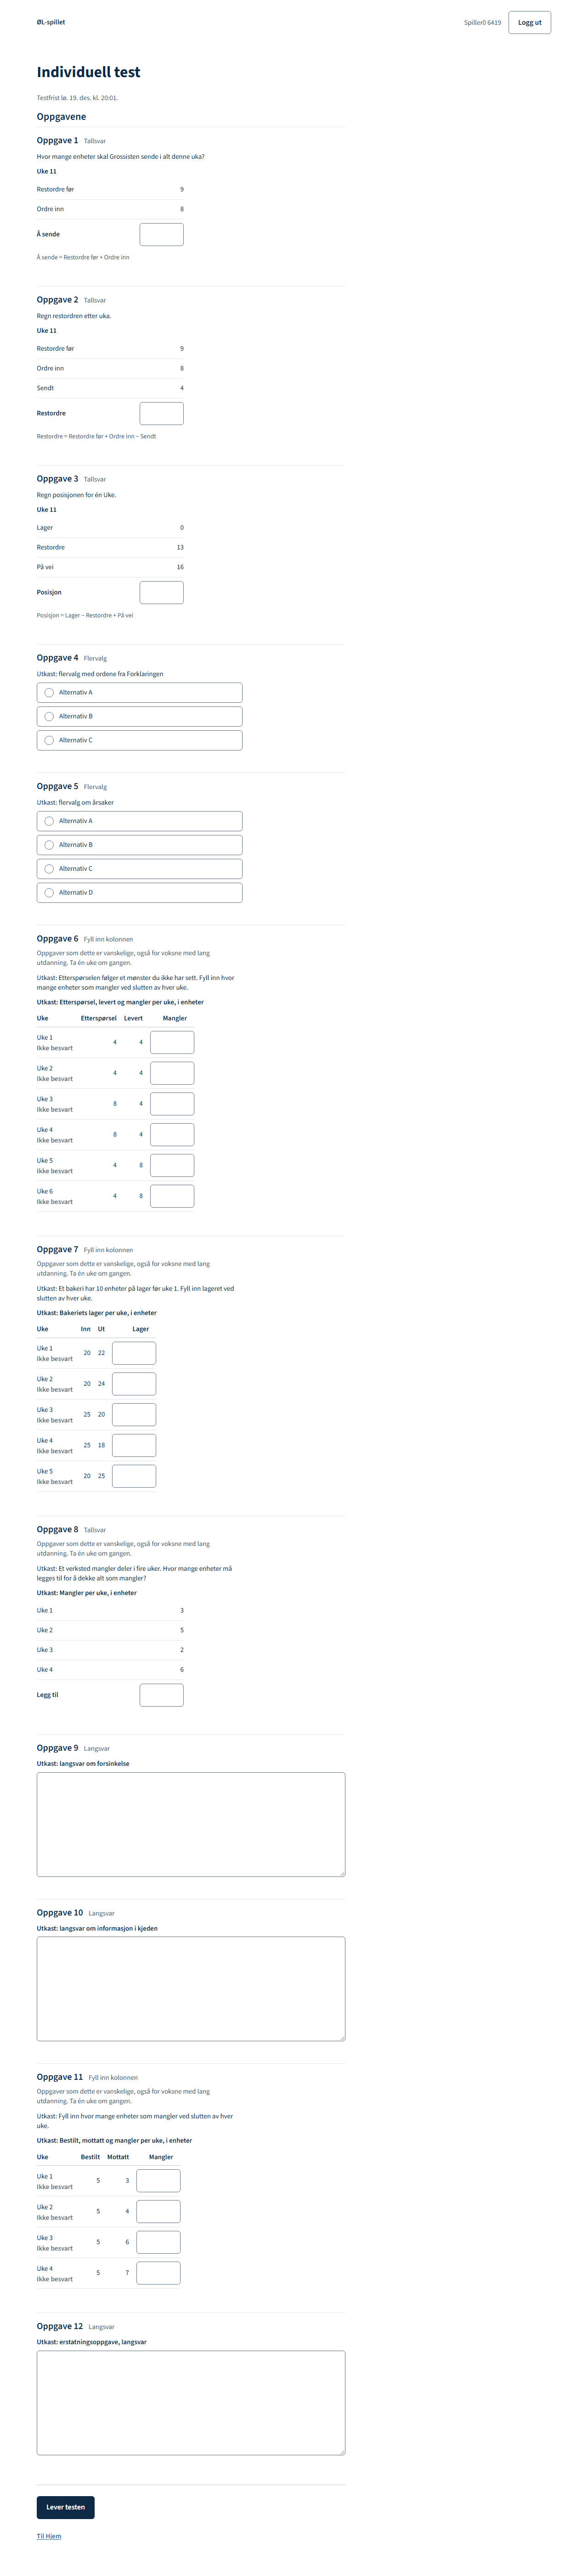 ØL-spillet
Spiller0 6419
Logg ut
Individuell test
Testfrist lø. 19. des. kl. 20:01.
Oppgavene
Oppgave 1 Tallsvar
Hvor mange enheter skal Grossisten sende i alt denne uka?
Uke 11
Restordre før 9
Ordre inn 8
Å sende
Å sende = Restordre før + Ordre inn
Oppgave 2 Tallsvar
Regn restordren etter uka.
Uke 11
Restordre før 9
Ordre inn 8
Sendt 4
Restordre
Restordre = Restordre før + Ordre inn − Sendt
Oppgave 3 Tallsvar
Regn posisjonen for én Uke.
Uke 11
Lager 0
Restordre 13
På vei 16
Posisjon
Posisjon = Lager − Restordre + På vei
Oppgave 4 Flervalg
Utkast: flervalg med ordene fra Forklaringen
Alternativ A
Alternativ B
Alternativ C
Oppgave 5 Flervalg
Utkast: flervalg om årsaker
Alternativ A
Alternativ B
Alternativ C
Alternativ D
Oppgave 6 Fyll inn kolonnen
Oppgaver som dette er vanskelige, også for voksne med lang
utdanning. Ta én uke om gangen.
Utkast: Etterspørselen følger et mønster du ikke har sett. Fyll inn hvor
mange enheter som mangler ved slutten av hver uke.
Utkast: Etterspørsel, levert og mangler per uke, i enheter
Uke Etterspørsel Levert Mangler
Uke 1
Ikke besvart 4 4
Uke 2
Ikke besvart 4 4
Uke 3
Ikke besvart 8 4
Uke 4
Ikke besvart 8 4
Uke 5
Ikke besvart 4 8
Uke 6
Ikke besvart 4 8
Oppgave 7 Fyll inn kolonnen
Oppgaver som dette er vanskelige, også for voksne med lang
utdanning. Ta én uke om gangen.
Utkast: Et bakeri har 10 enheter på lager før uke 1. Fyll inn lageret ved
slutten av hver uke.
Utkast: Bakeriets lager per uke, i enheter
Uke Inn Ut Lager
Uke 1
Ikke besvart 20 22
Uke 2
Ikke besvart 20 24
Uke 3
Ikke besvart 25 20
Uke 4
Ikke besvart 25 18
Uke 5
Ikke besvart 20 25
Oppgave 8 Tallsvar
Oppgaver som dette er vanskelige, også for voksne med lang
utdanning. Ta én uke om gangen.
Utkast: Et verksted mangler deler i fire uker. Hvor mange enheter må
legges til for å dekke alt som mangler?
Utkast: Mangler per uke, i enheter
Uke 1 3
Uke 2 5
Uke 3 2
Uke 4 6
Legg til
Oppgave 9 Langsvar
Utkast: langsvar om forsinkelse
Oppgave 10 Langsvar
Utkast: langsvar om informasjon i kjeden
Oppgave 11 Fyll inn kolonnen
Oppgaver som dette er vanskelige, også for voksne med lang
utdanning. Ta én uke om gangen.
Utkast: Fyll inn hvor mange enheter som mangler ved slutten av hver
uke.
Utkast: Bestilt, mottatt og mangler per uke, i enheter
Uke Bestilt Mottatt Mangler
Uke 1
Ikke besvart 5 3
Uke 2
Ikke besvart 5 4
Uke 3
Ikke besvart 5 6
Uke 4
Ikke besvart 5 7
Oppgave 12 Langsvar
Utkast: erstatningsoppgave, langsvar
Lever testen
Til Hjem